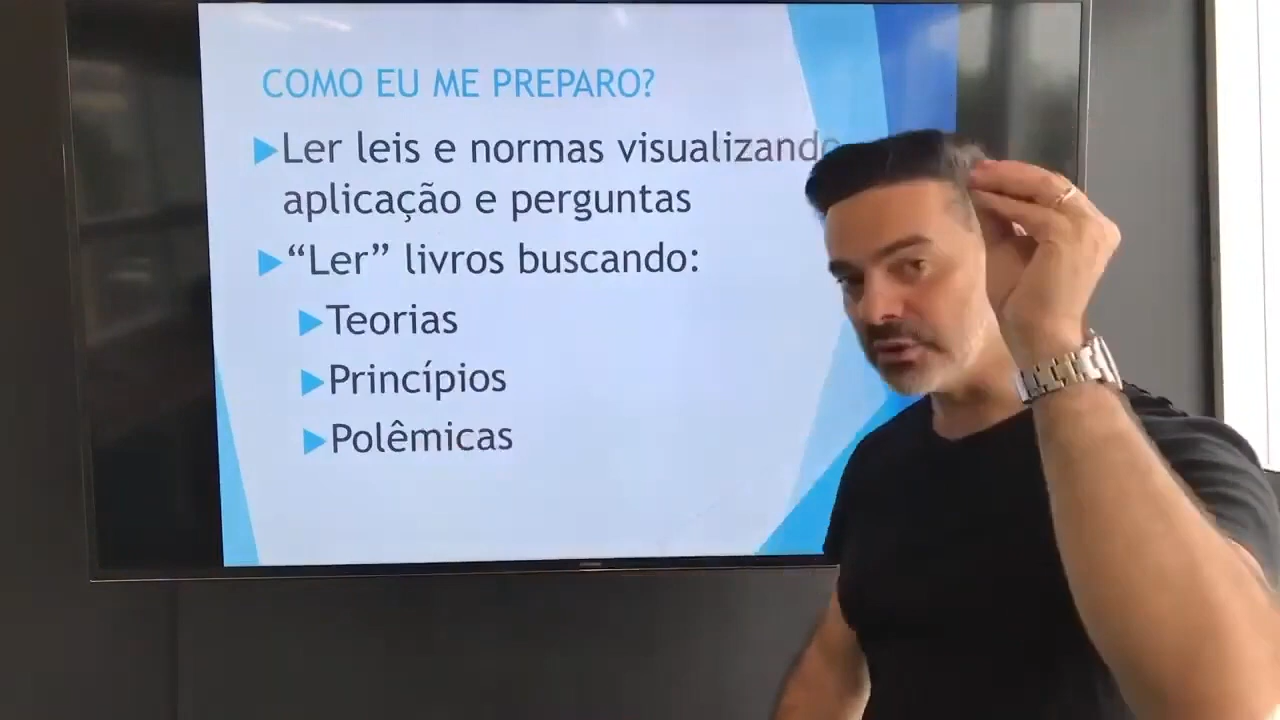 COMO EU ME PREPARO?
Ler leis e normas visualizando
aplicação e perguntas
“Ler” livros buscando:
Teorias
Princípios
Polêmicas